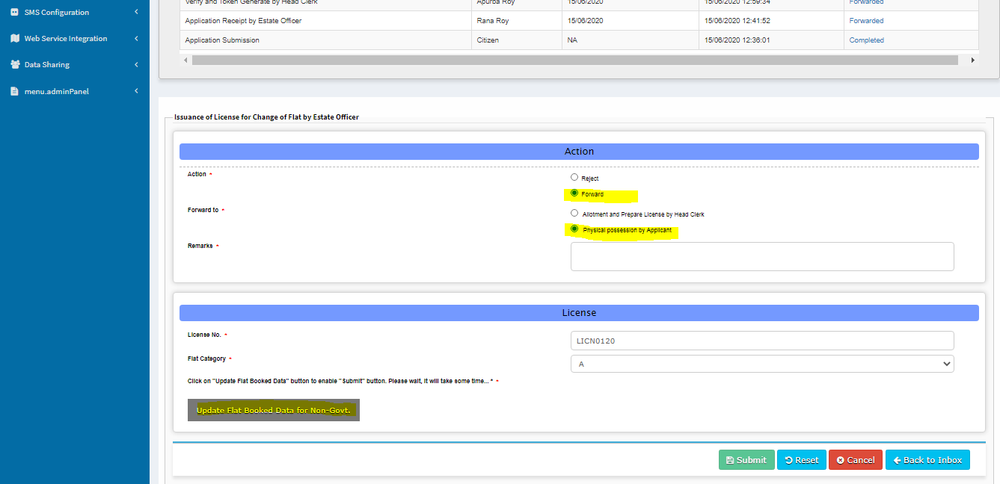 SMS Configuration
Web Service Integration
Data Sharing
menu.adminPanel
Verify and Token Generate by Head Clerk Apurba Roy 15/06/2020 15/06/2020 12:59:34 Forwarded
Application Receipt by Estate Officer Rana Roy 15/06/2020 15/06/2020 12:41:52 Forwarded
Application Submission Citizen NA 15/06/2020 12:36:01 Completed
Issuance of License for Change of Flat by Estate Officer
Action
Action *
Reject
Forward
Forward to *
Allotment and Prepare License by Head Clerk
Physical possession by Applicant
Remarks *
License
License No. * LICN0120
Flat Category * A
Click on "Update Flat Booked Data" button to enable "Submit" button. Please wait, it will take some time... * *
Update Flat Booked Data for Non-Govt.
Submit Reset Cancel Back to Inbox